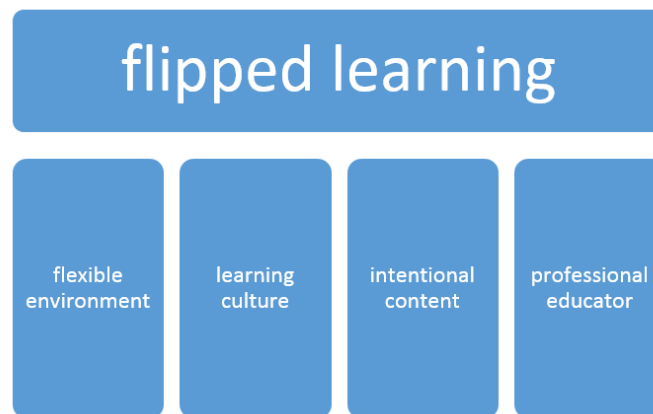 flipped learning
flexible
environment
learning
culture
intentional
content
professional
educator